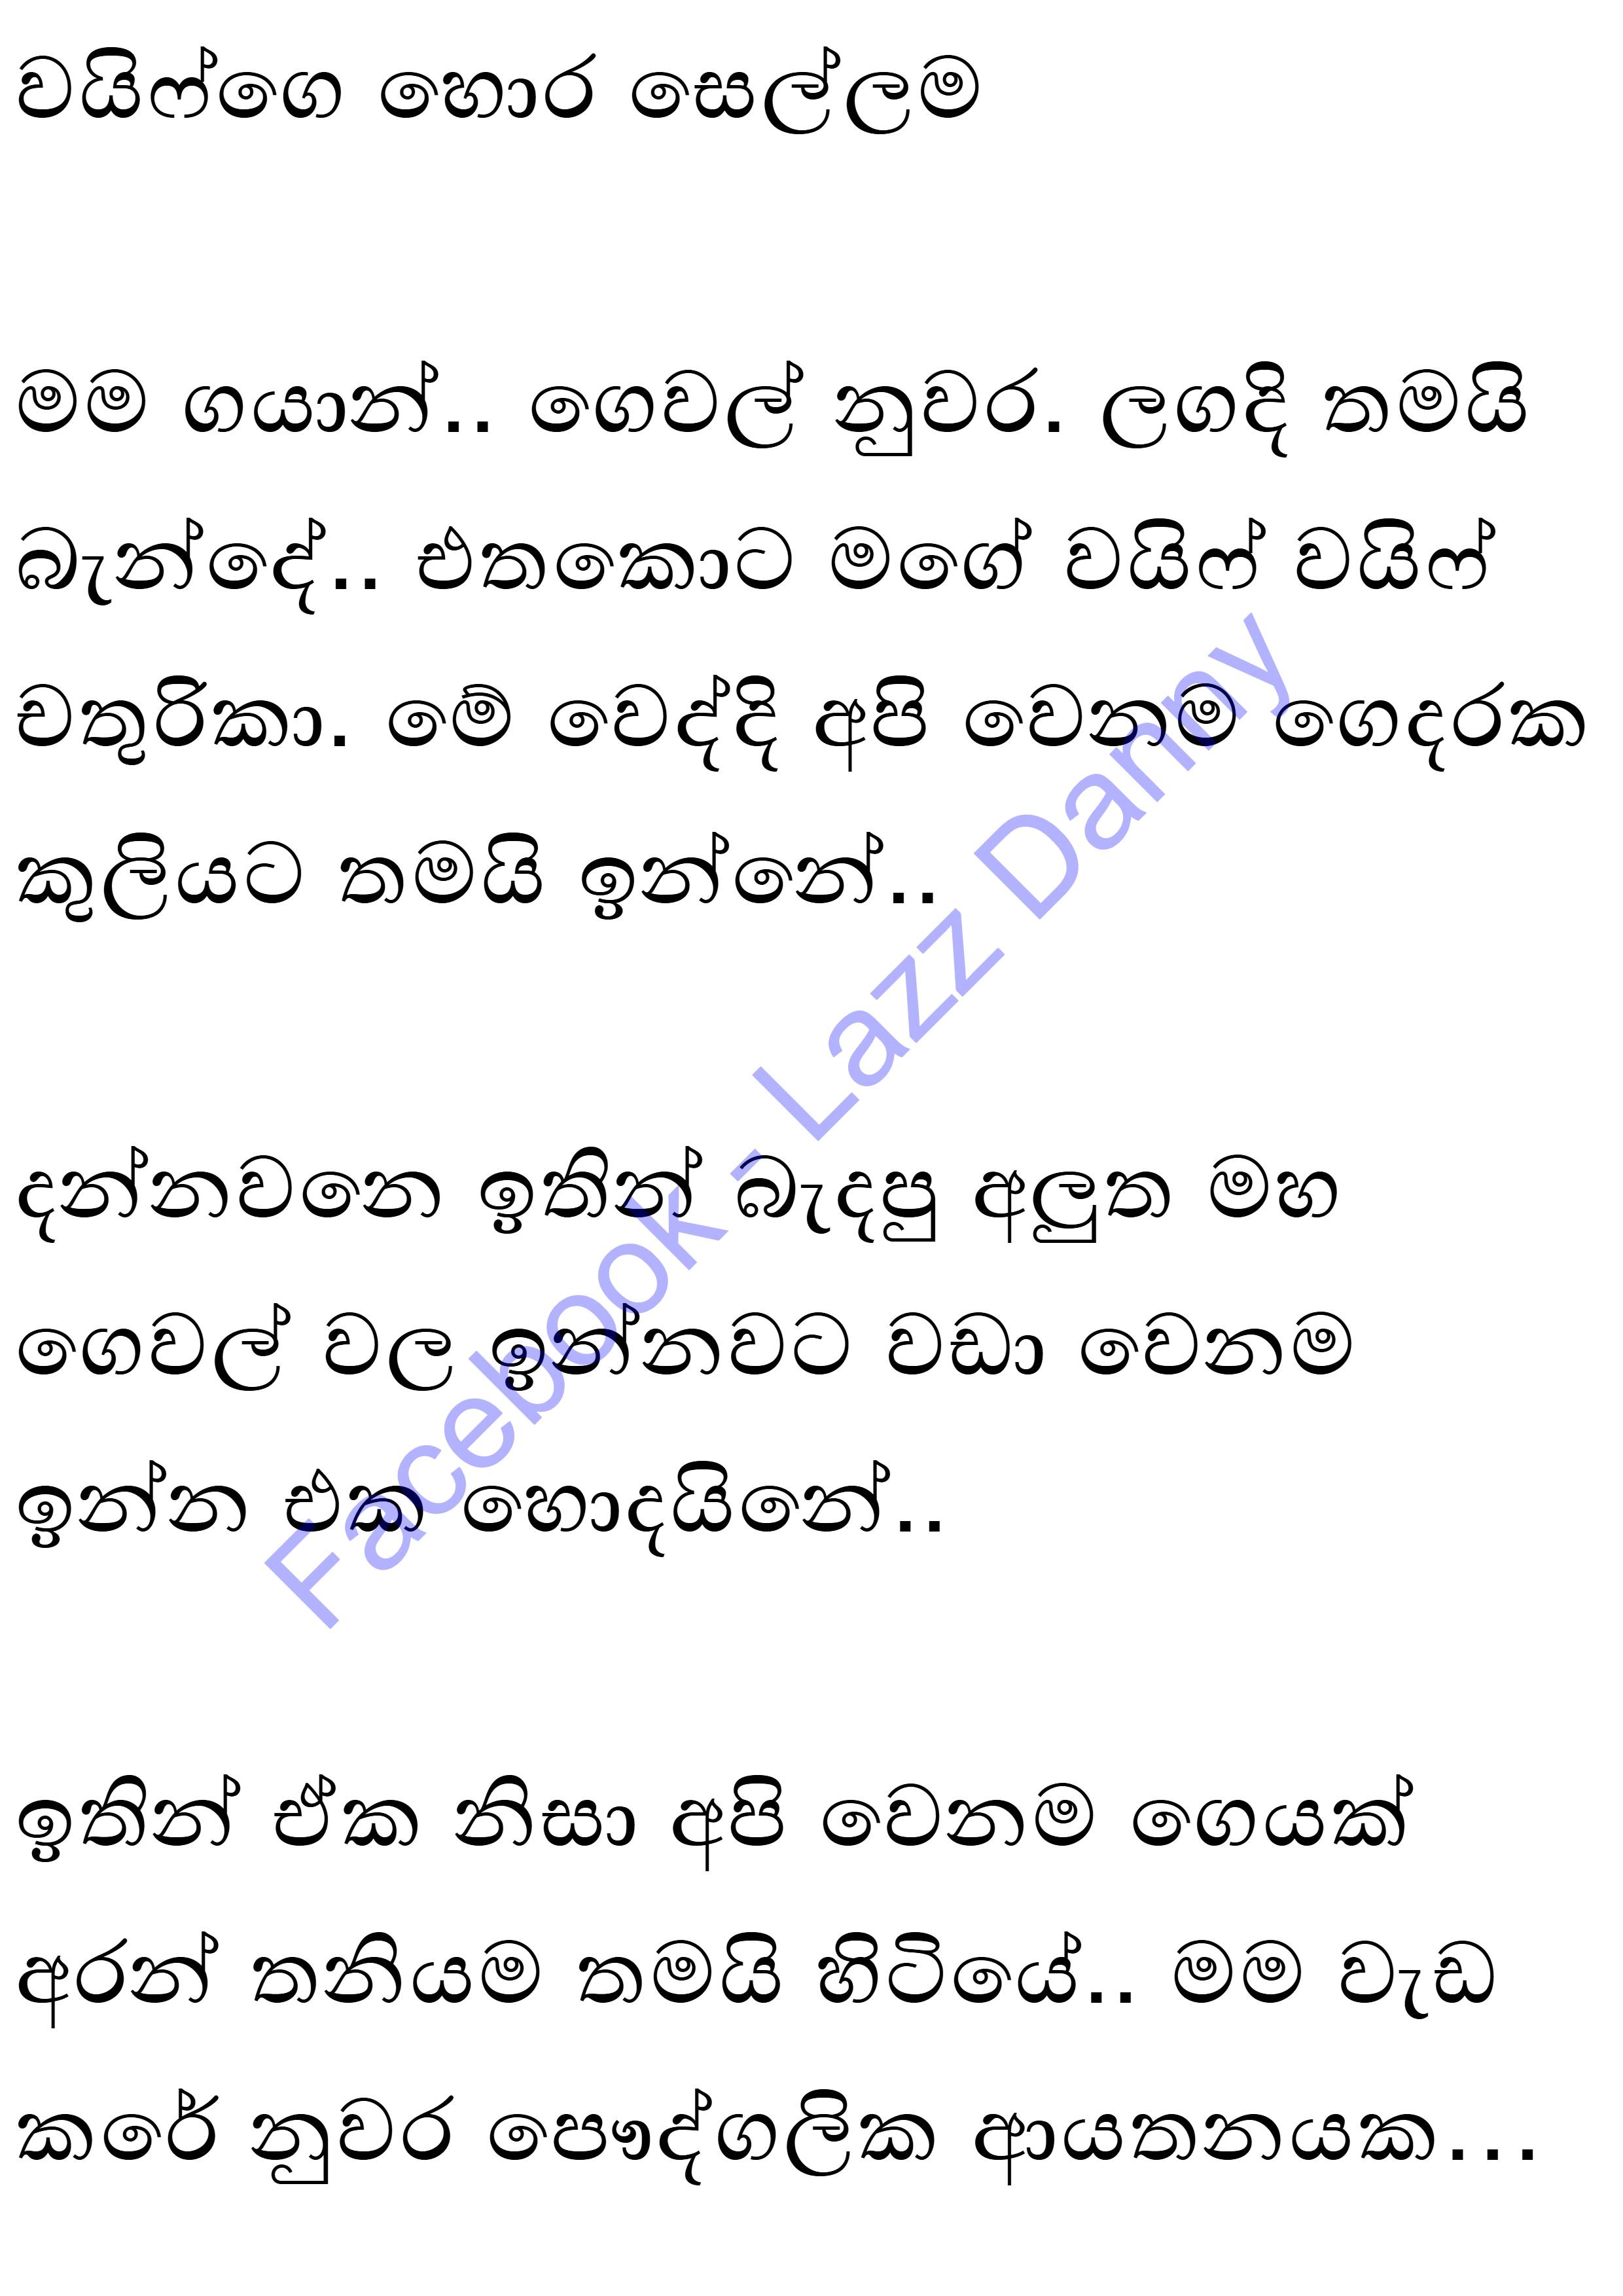 වයිෆ්ගෙ හොර සෙල්ලම
මම ගයාන්.. ගෙවල් නුවර. ලගදි තමයි
බැන්දේ.. එතකොට මගේ වයිෆ් වයිෆ්
චතුරිකා. මේ වෙද්දි අපි වෙනම ගෙදරක
කුලියට තමයි ඉන්නේ..
දන්නවනෙ ඉතින් බැදපු අලුත මහ
ගෙවල් වල ඉන්නවට වඩා වෙනම
ඉන්න එක හොදයිනේ..
ඉතින් ඒක නිසා අපි වෙනම ගෙයක්
අරන් තනියම තමයි හිටියේ.. මම වැඩ
කරේ නුවර පෞද්ගලික ආයතනයක...
Facebook - Lazz Danny